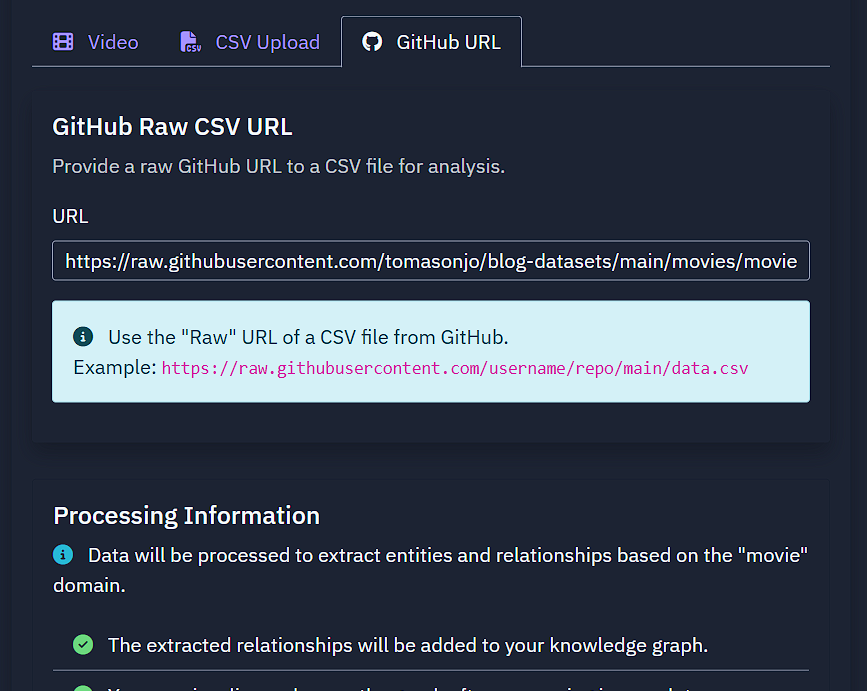 Video CSV Upload GitHub URL
GitHub Raw CSV URL
Provide a raw GitHub URL to a CSV file for analysis.
URL
https://raw.githubusercontent.com/tomasonjo/blog-datasets/main/movies/movie
Use the "Raw" URL of a CSV file from GitHub.
Example: https://raw.githubusercontent.com/username/repo/main/data.csv
Processing Information
Data will be processed to extract entities and relationships based on the "movie"
domain.
The extracted relationships will be added to your knowledge graph.